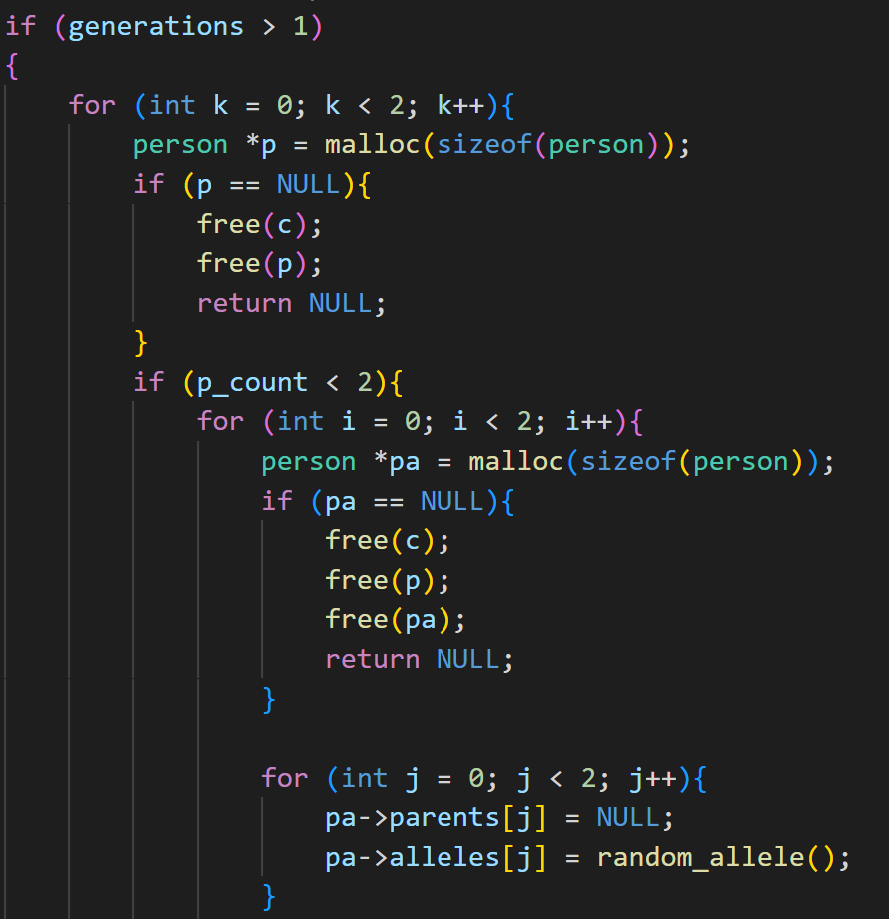 if (generations > 1)
{
    for (int k = 0; k < 2; k++){
        person *p = malloc(sizeof(person));
        if (p == NULL){
            free(c);
            free(p);
            return NULL;
        }
        if (p_count < 2){
            for (int i = 0; i < 2; i++){
                person *pa = malloc(sizeof(person));
                if (pa == NULL){
                    free(c);
                    free(p);
                    free(pa);
                    return NULL;
                }

                for (int j = 0; j < 2; j++){
                    pa->parents[j] = NULL;
                    pa->alleles[j] = random_allele();
                }